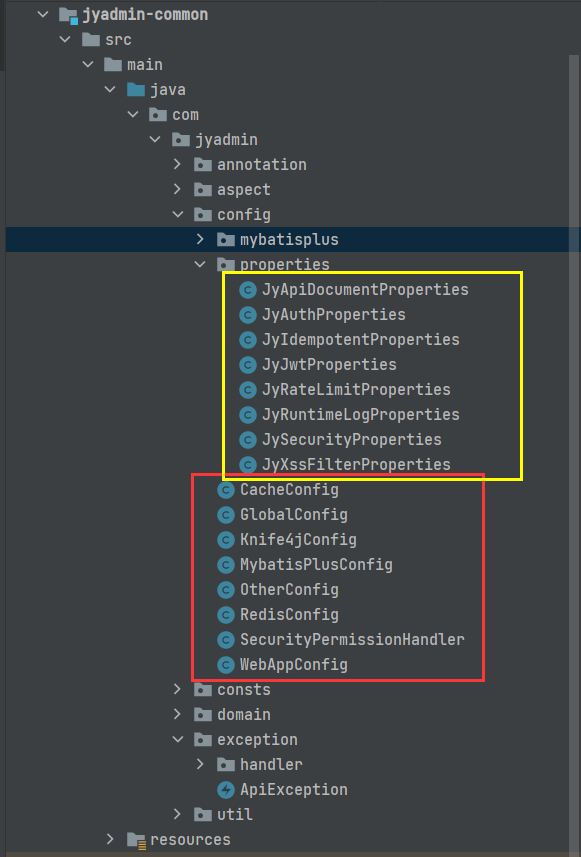 jyadmin-common
src
main
java
com
jyadmin
annotation
aspect
config
mybatisplus
properties
JyApiDocumentProperties
JyAuthProperties
JyIdempotentProperties
JyJwtProperties
JyRateLimitProperties
JyRuntimeLogProperties
JySecurityProperties
JyXssFilterProperties
CacheConfig
GlobalConfig
Knife4jConfig
MybatisPlusConfig
OtherConfig
RedisConfig
SecurityPermissionHandler
WebAppConfig
consts
domain
exception
handler
ApiException
util
resources